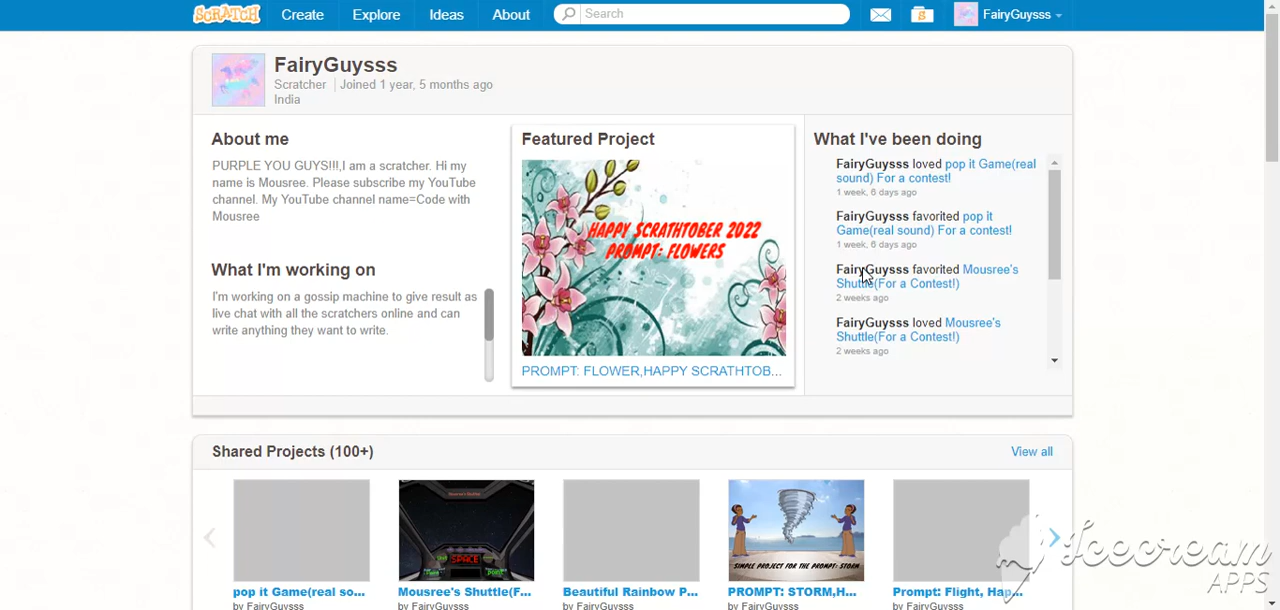 SCRATCH Create Explore Ideas About Search FairyGuysss
FairyGuysss
Scratcher Joined 1 year, 5 months ago
India
About me
PURPLE YOU GUYS!!!,I am a scratcher. Hi my
name is Mousree. Please subscribe my YouTube
channel. My YouTube channel name=Code with
Mousree
What I'm working on
I'm working on a gossip machine to give result as
live chat with all the scratchers online and can
write anything they want to write.
Featured Project
HAPPY SCRATHTOBER 2022
PROMPT: FLOWERS
PROMPT: FLOWER,HAPPY SCRATHTOB...
What I've been doing
FairyGuysss loved pop it Game(real
sound) For a contest!
1 week, 6 days ago
FairyGuysss favorited pop it
Game(real sound) For a contest!
1 week, 6 days ago
FairyGuysss favorited Mousree's
Shuttle(For a Contest!)
2 weeks ago
FairyGuysss loved Mousree's
Shuttle(For a Contest!)
2 weeks ago
Shared Projects (100+) View all
SPACE
SIMPLE PROJECT FOR THE PROMPT: STORM
pop it Game(real so... Mousree's Shuttle(F... Beautiful Rainbow P... PROMPT: STORM,H... Prompt: Flight, Hap...
by FairyGuysss by FairyGuysss by FairyGuysss by FairyGuysss by FairyGuysss
Icecream
APPS